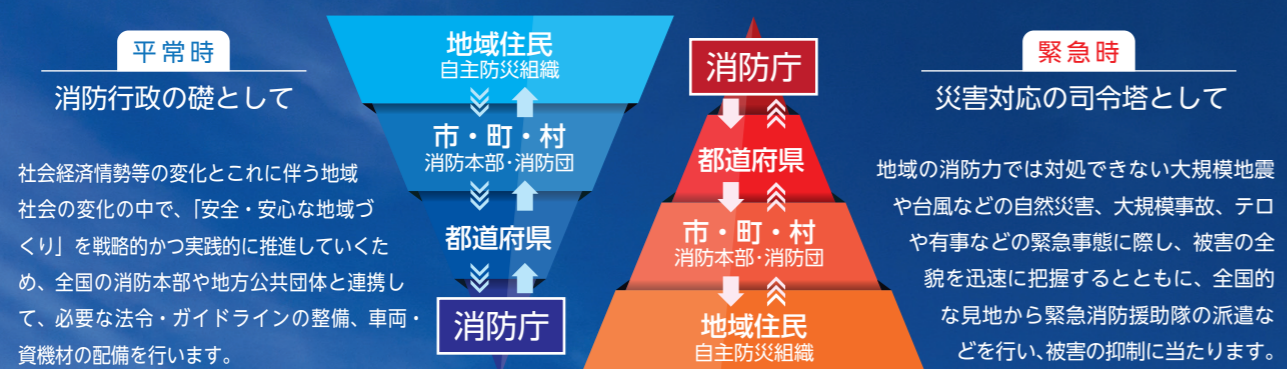 平常時
消防行政の礎として
社会経済情勢等の変化とこれに伴う地域
社会の変化の中で、「安全・安心な地域づ
くり」を戦略的かつ実践的に推進していくた
め、全国の消防本部や地方公共団体と連携し
て、必要な法令・ガイドラインの整備、車両・
資機材の配備を行います。
地域住民
自主防災組織
市・町・村
消防本部・消防団
都道府県
消防庁
消防庁
都道府県
市・町・村
消防本部・消防団
地域住民
自主防災組織
緊急時
災害対応の司令塔として
地域の消防力では対処できない大規模地震
や台風などの自然災害、大規模事故、テロ
や有事などの緊急事態に際し、被害の全
貌を迅速に把握するとともに、全国的
な見地から緊急消防援助隊の派遣な
どを行い、被害の抑制に当たります。